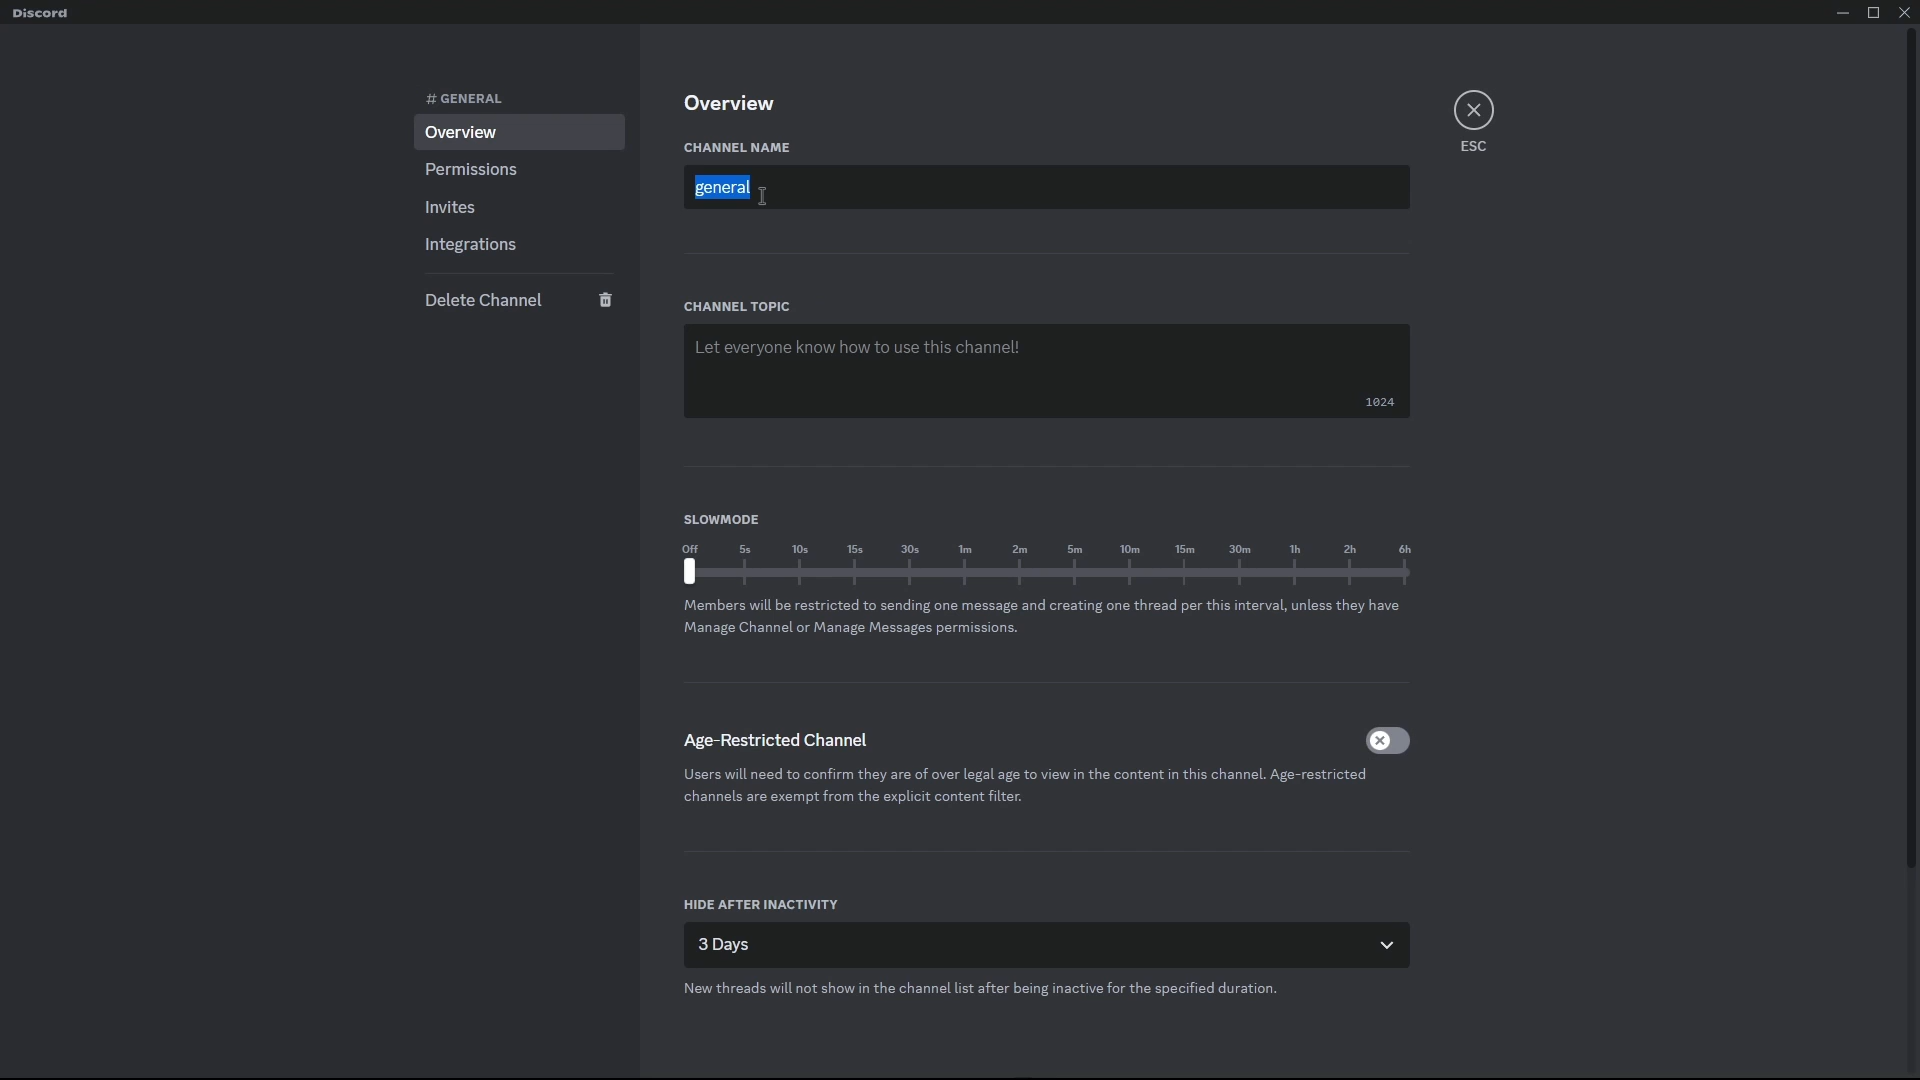 Discord
# GENERAL
Overview
Permissions
Invites
Integrations
Delete Channel
Overview
CHANNEL NAME
general
ESC
CHANNEL TOPIC
Let everyone know how to use this channel!
1024
SLOWMODE
Off 5s 10s 15s 30s 1m 2m 5m 10m 15m 30m 1h 2h 6h
Members will be restricted to sending one message and creating one thread per this interval, unless they have
Manage Channel or Manage Messages permissions.
Age-Restricted Channel
Users will need to confirm they are of over legal age to view in the content in this channel. Age-restricted
channels are exempt from the explicit content filter.
HIDE AFTER INACTIVITY
3 Days
New threads will not show in the channel list after being inactive for the specified duration.